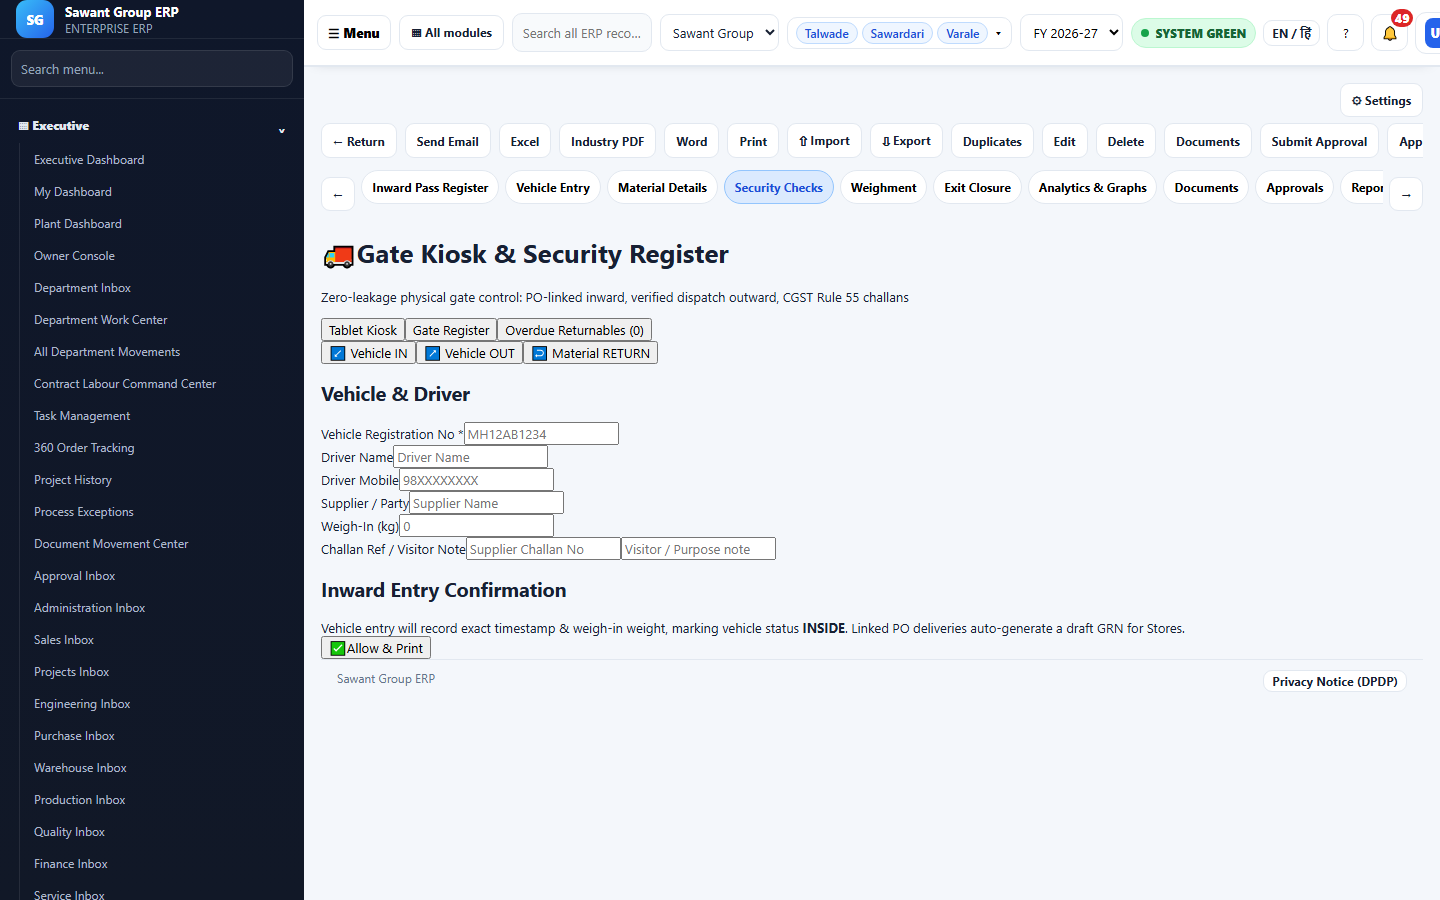 SG
Sawant Group ERP
ENTERPRISE ERP
Search menu...
Executive
Executive Dashboard
My Dashboard
Plant Dashboard
Owner Console
Department Inbox
Department Work Center
All Department Movements
Contract Labour Command Center
Task Management
360 Order Tracking
Project History
Process Exceptions
Document Movement Center
Approval Inbox
Administration Inbox
Sales Inbox
Projects Inbox
Engineering Inbox
Purchase Inbox
Warehouse Inbox
Production Inbox
Quality Inbox
Finance Inbox
Service Inbox
☰ Menu
All modules
Search all ERP reco...
Sawant Group
Talwade
Sawardari
Varale
FY 2026-27
SYSTEM GREEN
EN / हिं
?
49
U
⚙ Settings
← Return
Send Email
Excel
Industry PDF
Word
Print
⇧ Import
⇩ Export
Duplicates
Edit
Delete
Documents
Submit Approval
App
←
Inward Pass Register
Vehicle Entry
Material Details
Security Checks
Weighment
Exit Closure
Analytics & Graphs
Documents
Approvals
Repor
→
Gate Kiosk & Security Register
Zero-leakage physical gate control: PO-linked inward, verified dispatch outward, CGST Rule 55 challans
Tablet Kiosk
Gate Register
Overdue Returnables (0)
Vehicle IN
Vehicle OUT
Material RETURN
Vehicle & Driver
Vehicle Registration No * MH12AB1234
Driver Name Driver Name
Driver Mobile 98XXXXXXXX
Supplier / Party Supplier Name
Weigh-In (kg) 0
Challan Ref / Visitor Note Supplier Challan No Visitor / Purpose note
Inward Entry Confirmation
Vehicle entry will record exact timestamp & weigh-in weight, marking vehicle status INSIDE. Linked PO deliveries auto-generate a draft GRN for Stores.
✅ Allow & Print
Sawant Group ERP
Privacy Notice (DPDP)